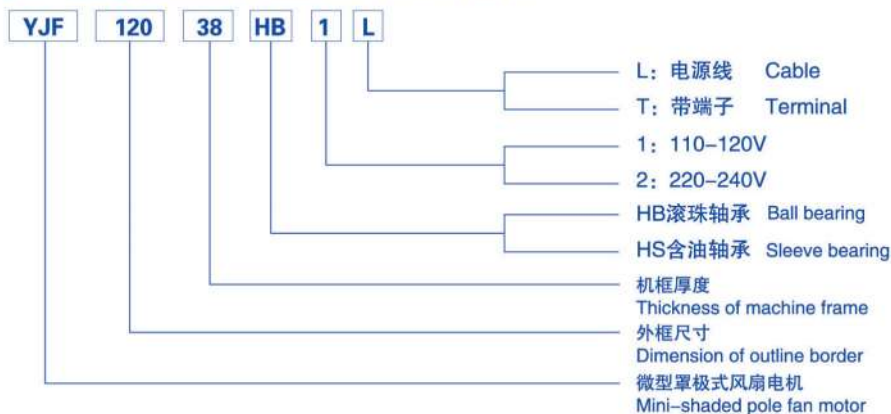 YJF 120 38 HB 1 L
L: 电源线 Cable
T: 带端子 Terminal
1: 110–120V
2: 220–240V
HB滚珠轴承 Ball bearing
HS含油轴承 Sleeve bearing
机框厚度
Thickness of machine frame
外框尺寸
Dimension of outline border
微型罩极式风扇电机
Mini–shaded pole fan motor